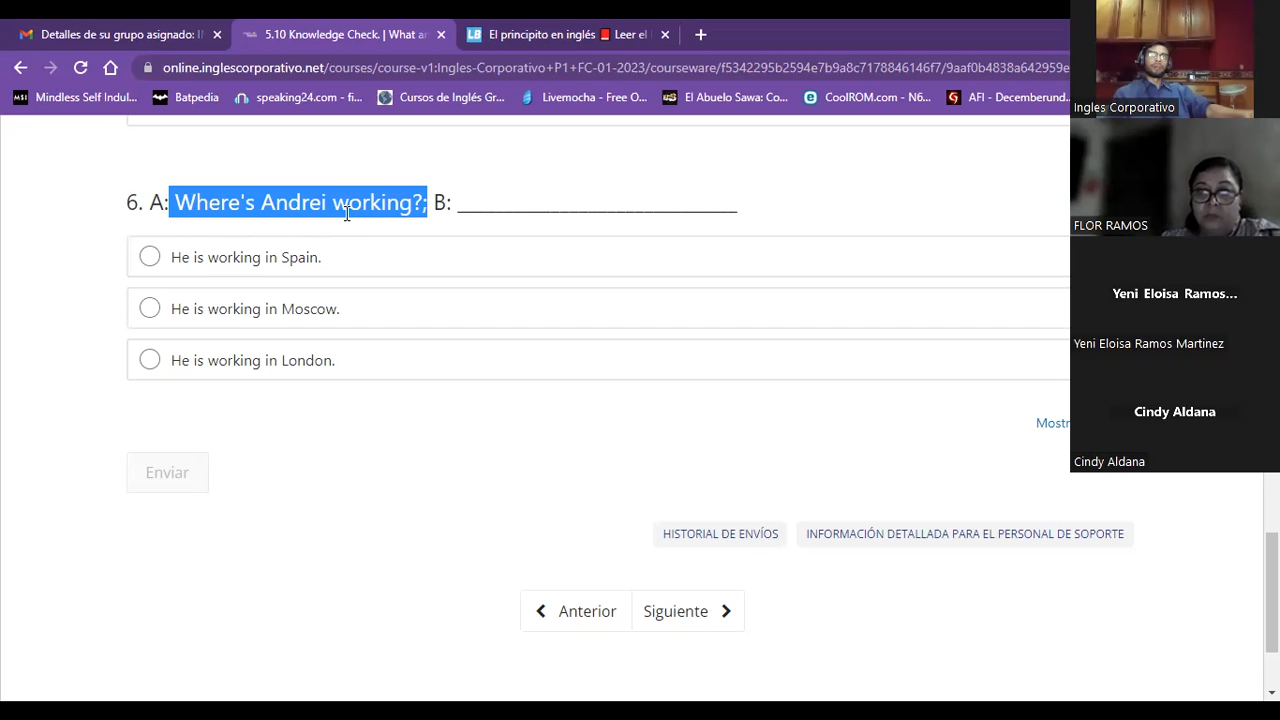 Detalles de su grupo asignado: I
5.10 Knowledge Check. | What an
El principito en inglés 📕 Leer el
online.inglescorporativo.net/courses/course-v1:Ingles-Corporativo+P1+FC-01-2023/courseware/f5342295b2594e7b9a8c7178846146f7/9aaf0b4838a642959e
Mindless Self Indul...
Batpedia
speaking24.com - fi...
Cursos de Inglés Gr...
Livemocha - Free O...
El Abuelo Sawa: Co...
CoolROM.com - N6...
AFI - Decemberund...
Ingles Corporativo
FLOR RAMOS
Yeni Eloisa Ramos...
Yeni Eloisa Ramos Martinez
Cindy Aldana
Cindy Aldana
6. A: Where's Andrei working?; B: ____________________________
He is working in Spain.
He is working in Moscow.
He is working in London.
Mostr
Enviar
HISTORIAL DE ENVÍOS
INFORMACIÓN DETALLADA PARA EL PERSONAL DE SOPORTE
Anterior
Siguiente